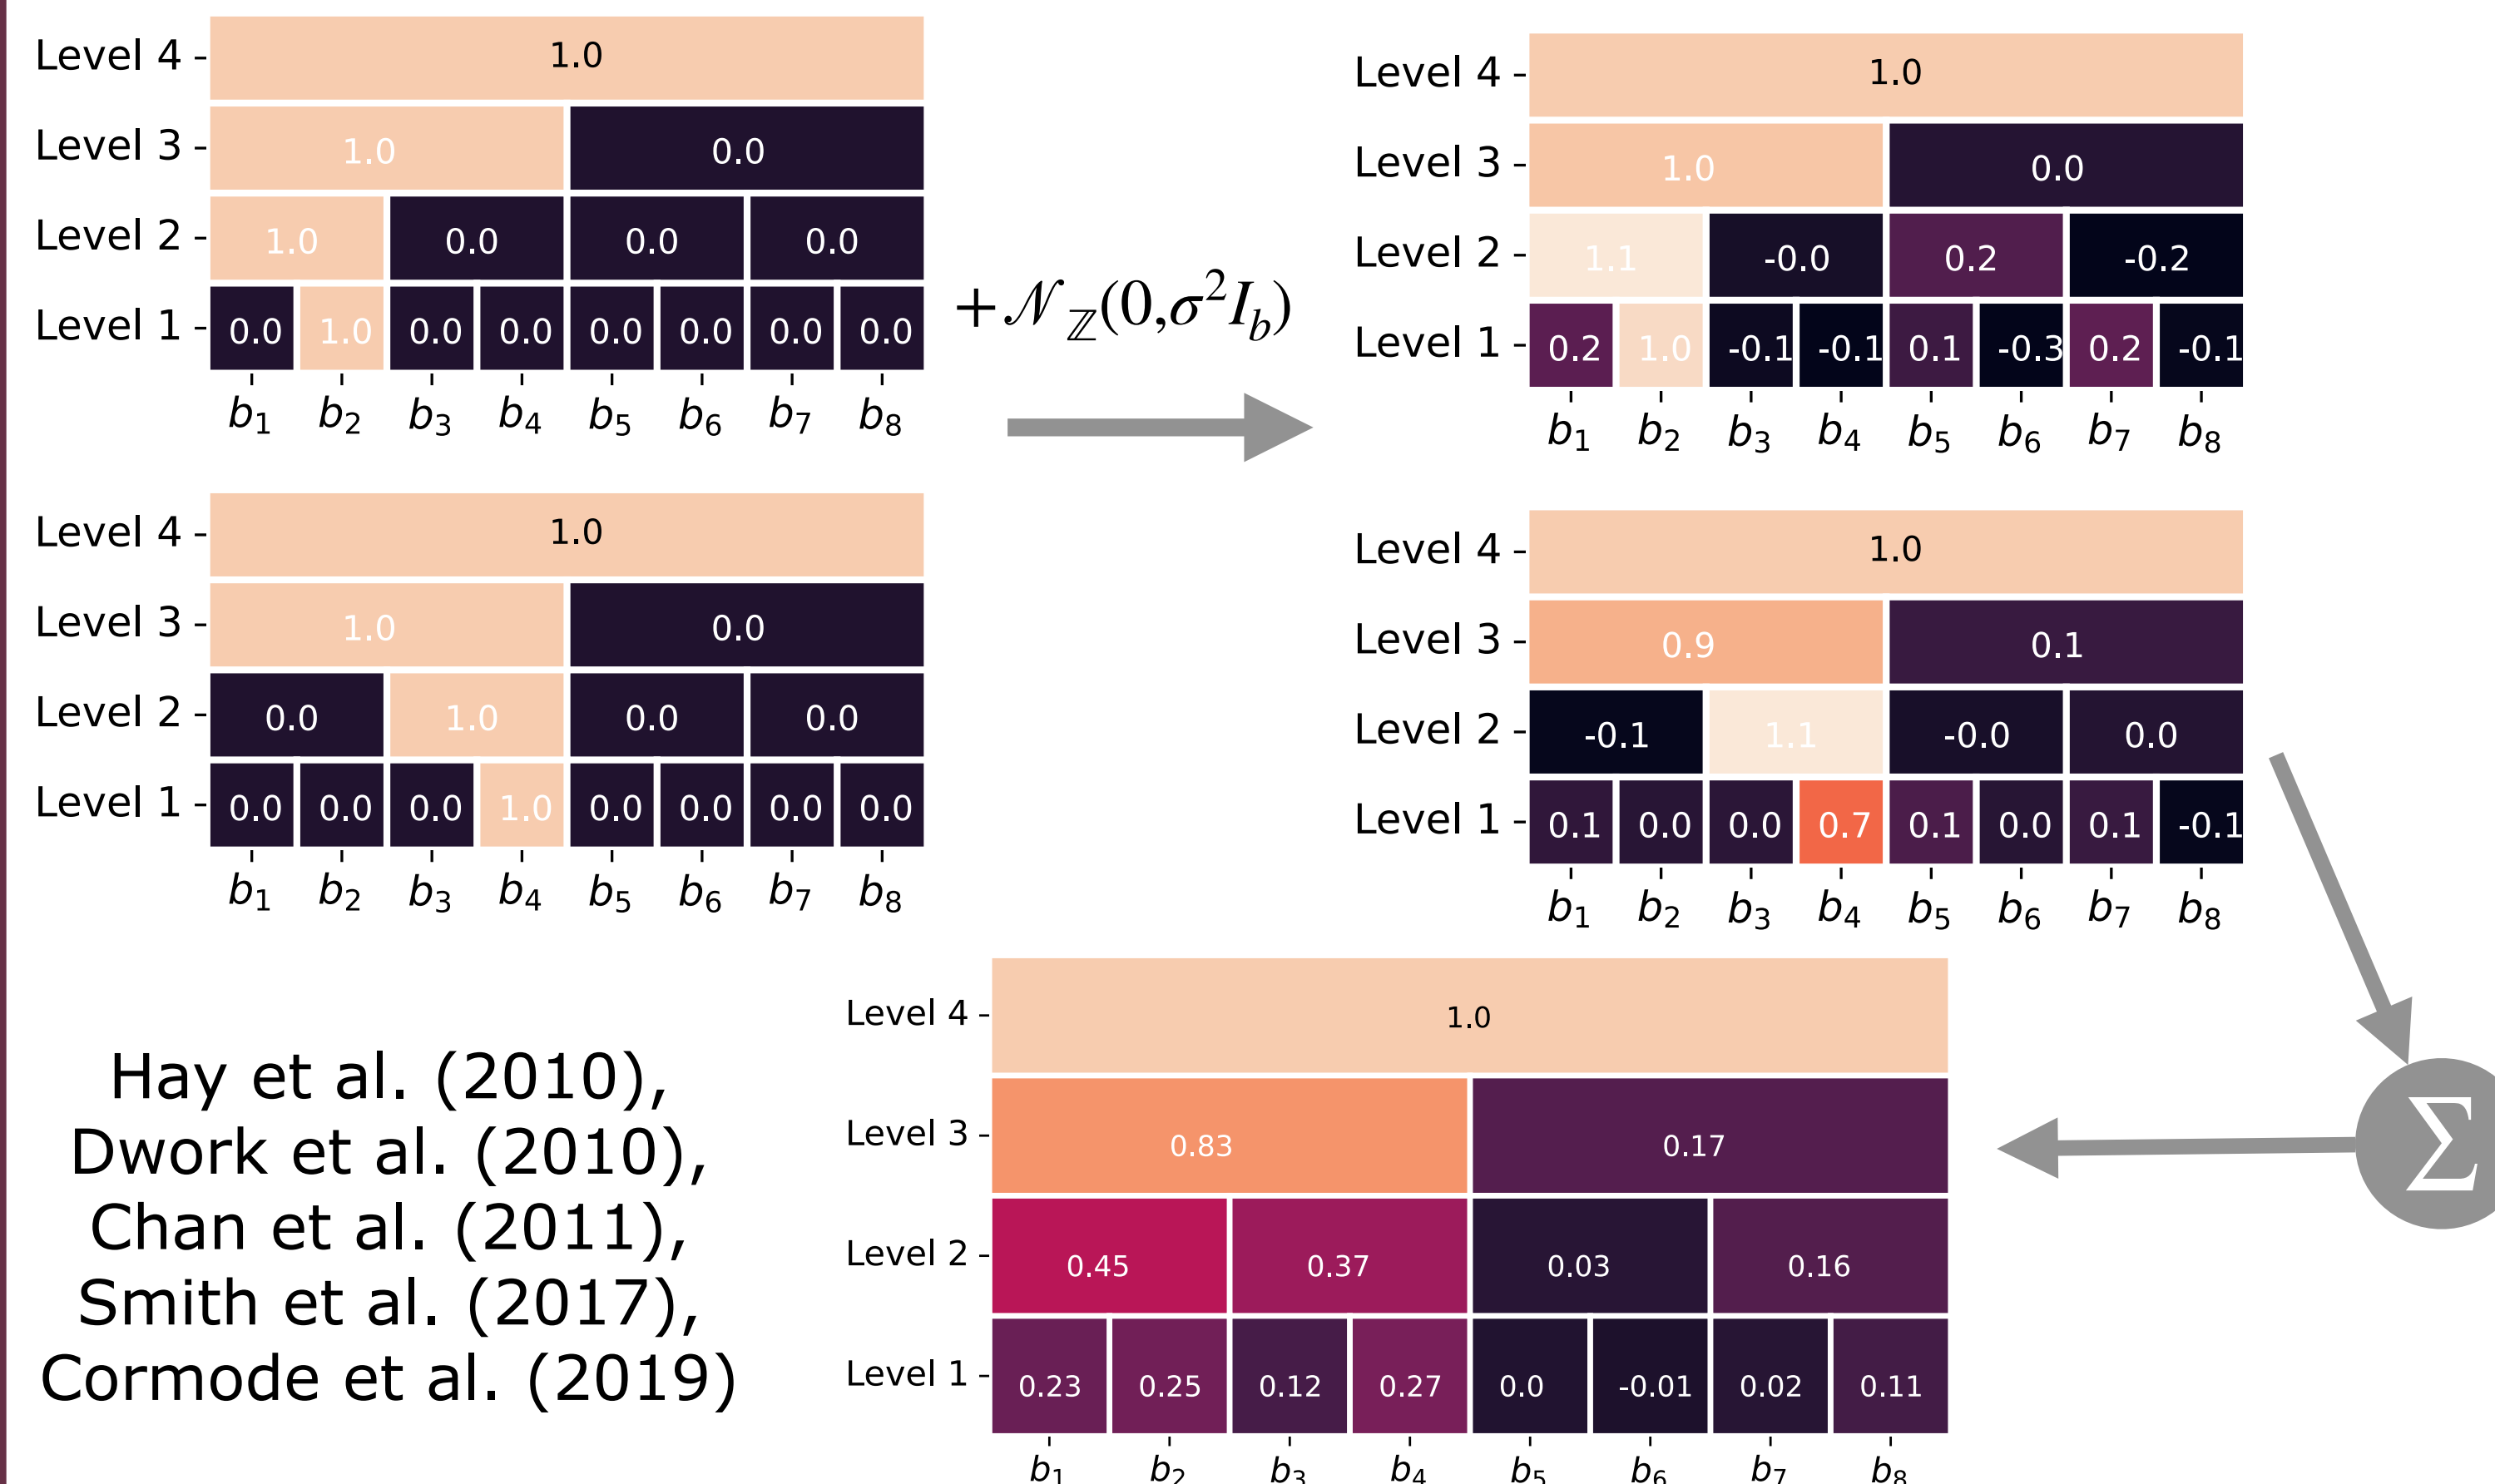 Level 4 1.0
Level 3 1.0 0.0
Level 2 1.0 0.0 0.0 0.0
Level 1 0.0 1.0 0.0 0.0 0.0 0.0 0.0 0.0
b₁ b₂ b₃ b₄ b₅ b₆ b₇ b₈
+𝒩_ℤ(0,σ²I_b)
Level 4 1.0
Level 3 1.0 0.0
Level 2 1.1 -0.0 0.2 -0.2
Level 1 0.2 1.0 -0.1 -0.1 0.1 -0.3 0.2 -0.1
b₁ b₂ b₃ b₄ b₅ b₆ b₇ b₈
Level 4 1.0
Level 3 1.0 0.0
Level 2 0.0 1.0 0.0 0.0
Level 1 0.0 0.0 0.0 1.0 0.0 0.0 0.0 0.0
b₁ b₂ b₃ b₄ b₅ b₆ b₇ b₈
Level 4 1.0
Level 3 0.9 0.1
Level 2 -0.1 1.1 -0.0 0.0
Level 1 0.1 0.0 0.0 0.7 0.1 0.0 0.1 -0.1
b₁ b₂ b₃ b₄ b₅ b₆ b₇ b₈
Σ
Hay et al. (2010),
Dwork et al. (2010),
Chan et al. (2011),
Smith et al. (2017),
Cormode et al. (2019)
Level 4 1.0
Level 3 0.83 0.17
Level 2 0.45 0.37 0.03 0.16
Level 1 0.23 0.25 0.12 0.27 0.0 -0.01 0.02 0.11
b₁ b₂ b₃ b₄ b₅ b₆ b₇ b₈